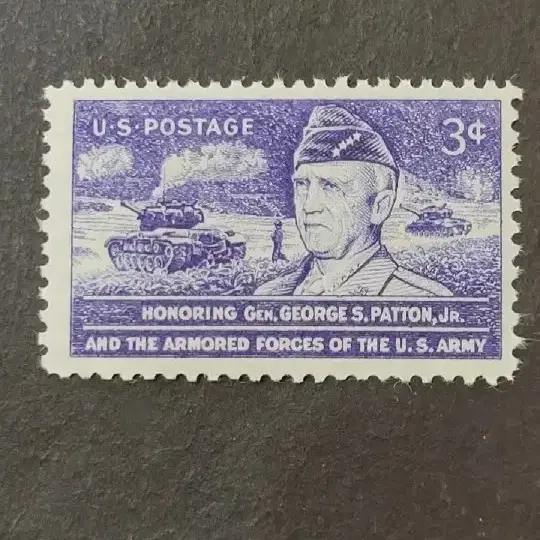 U.S. POSTAGE 3¢
HONORING GEN. GEORGE S. PATTON, JR.
AND THE ARMORED FORCES OF THE U.S. ARMY